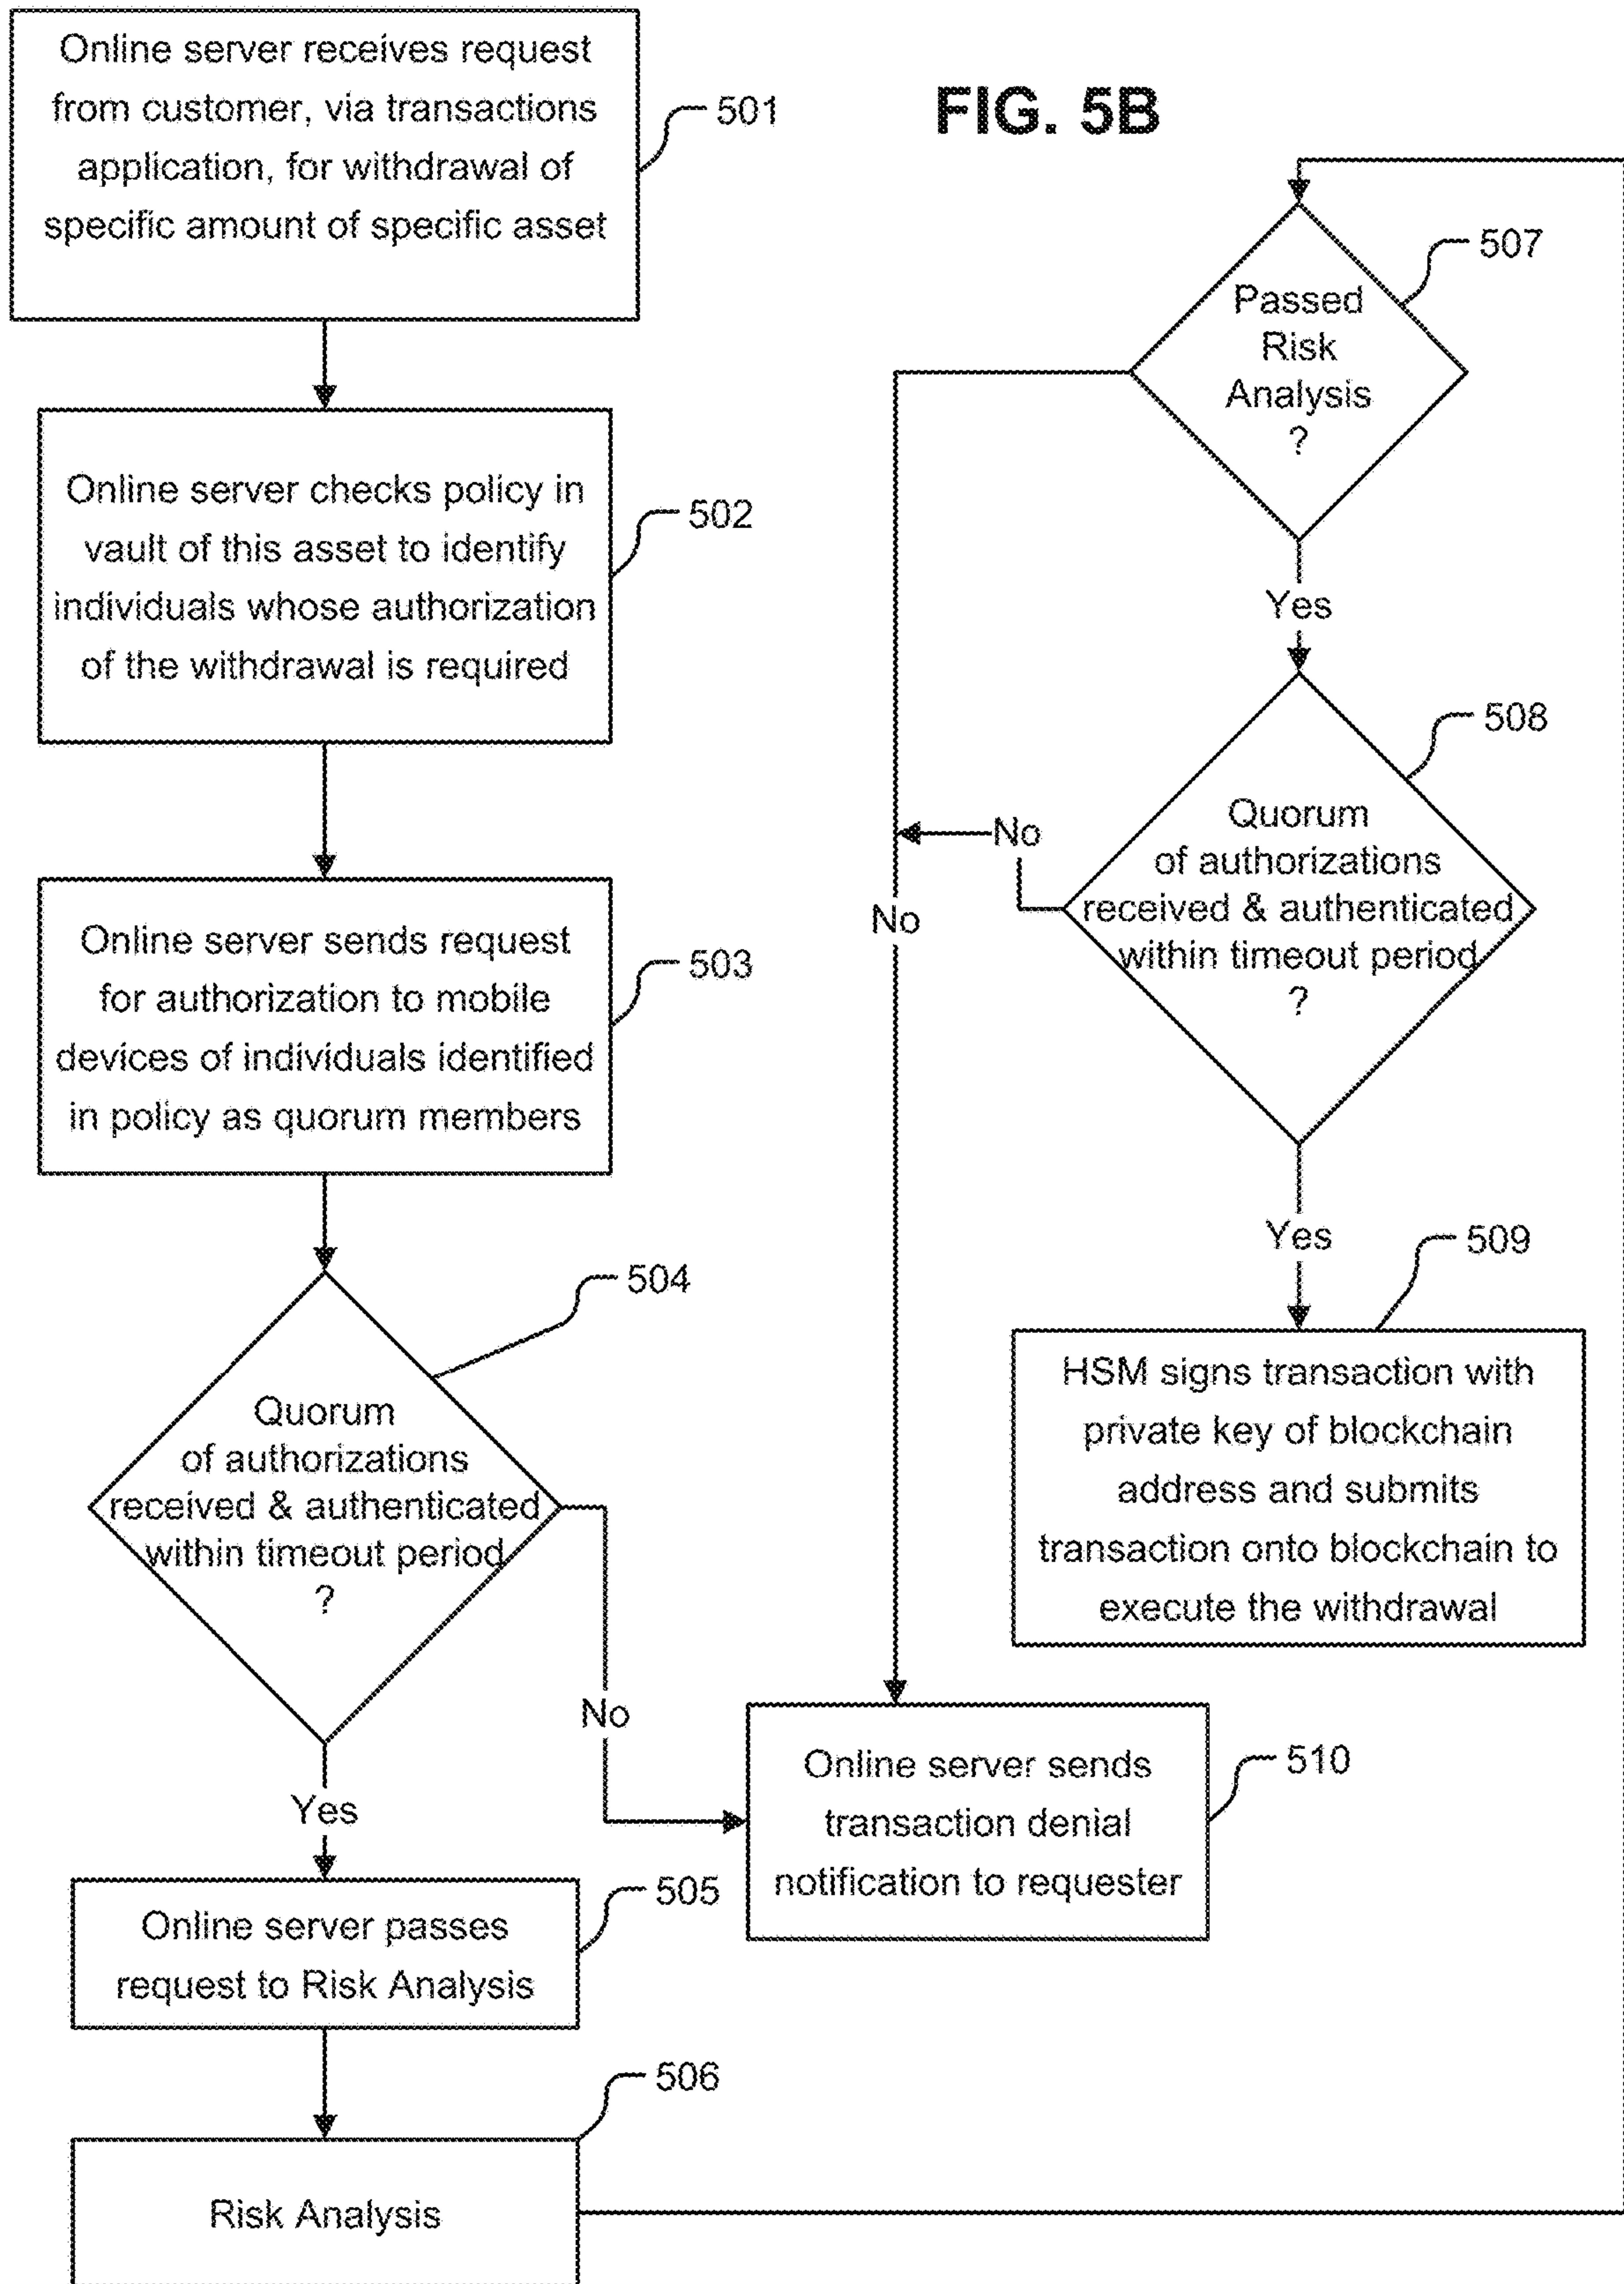 FIG. 5B
Online server receives request
from customer, via transactions
application, for withdrawal of
specific amount of specific asset
501
Online server checks policy in
vault of this asset to identify
individuals whose authorization
of the withdrawal is required
502
Online server sends request
for authorization to mobile
devices of individuals identified
in policy as quorum members
503
Quorum
of authorizations
received & authenticated
within timeout period
?
504
No
Yes
Online server passes
request to Risk Analysis
505
Risk Analysis
506
Passed
Risk
Analysis
?
507
No
Yes
Quorum
of authorizations
received & authenticated
within timeout period
?
508
No
Yes
HSM signs transaction with
private key of blockchain
address and submits
transaction onto blockchain to
execute the withdrawal
509
Online server sends
transaction denial
notification to requester
510